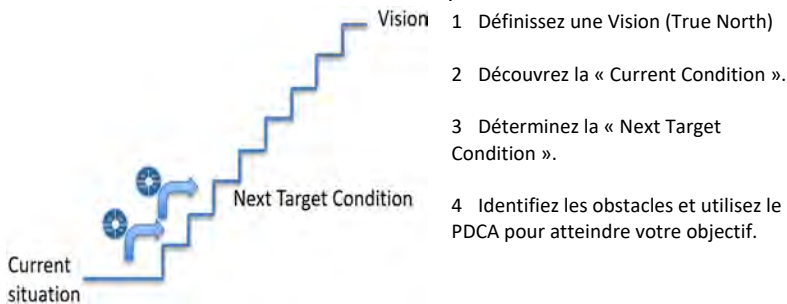 Vision
1 Définissez une Vision (True North)
2 Découvrez la « Current Condition ».
3 Déterminez la « Next Target
Condition ».
Next Target Condition
4 Identifiez les obstacles et utilisez le
PDCA pour atteindre votre objectif.
Current
situation